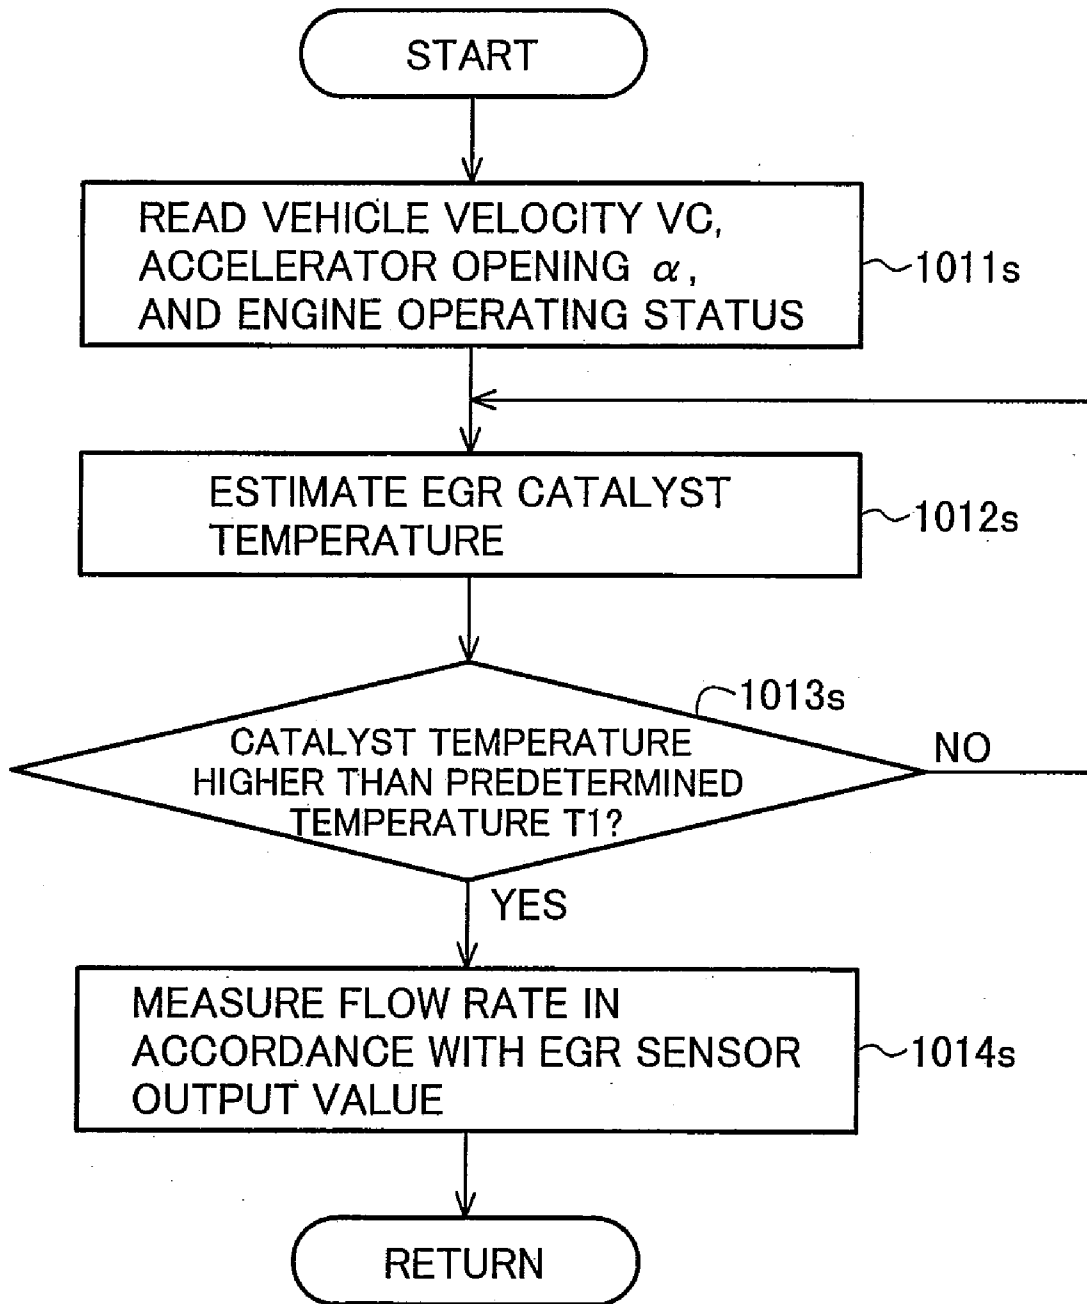 START
READ VEHICLE VELOCITY VC,
ACCELERATOR OPENING α,
AND ENGINE OPERATING STATUS
1011s
ESTIMATE EGR CATALYST
TEMPERATURE
1012s
1013s
CATALYST TEMPERATURE
HIGHER THAN PREDETERMINED
TEMPERATURE T1?
NO
YES
MEASURE FLOW RATE IN
ACCORDANCE WITH EGR SENSOR
OUTPUT VALUE
1014s
RETURN